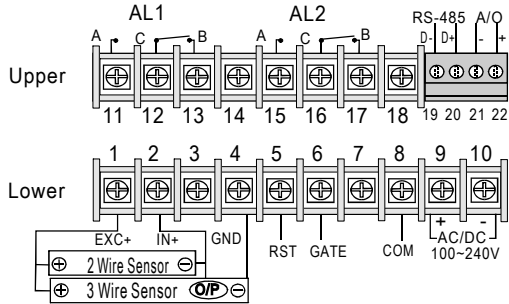 AL1 AL2
A C B A C B RS-485 A/O
D- D+ - +
Upper
11 12 13 14 15 16 17 18 19 20 21 22
1 2 3 4 5 6 7 8 9 10
Lower
EXC+ IN+ GND RST GATE COM + -
AC/DC
100~240V
2 Wire Sensor
3 Wire Sensor O/P